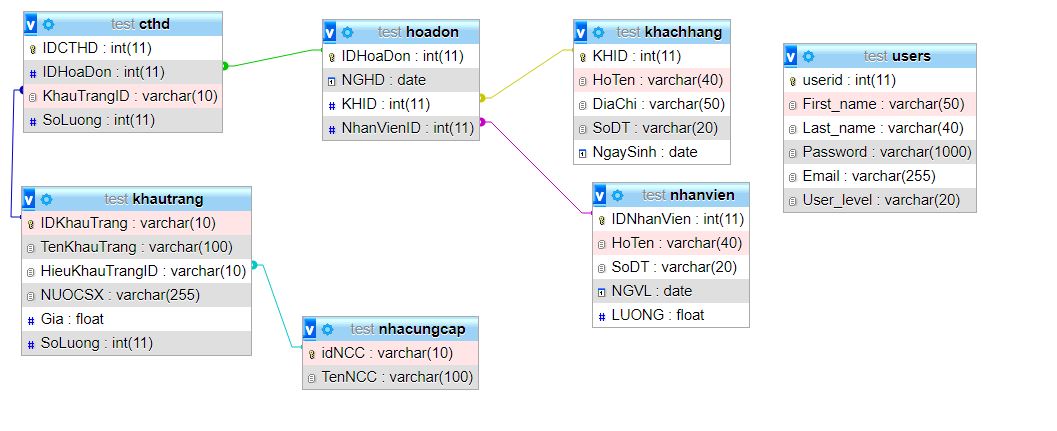 test cthd
IDCTHD : int(11)
IDHoaDon : int(11)
KhauTrangID : varchar(10)
SoLuong : int(11)
test hoadon
IDHoaDon : int(11)
NGHD : date
KHID : int(11)
NhanVienID : int(11)
test khachhang
KHID : int(11)
HoTen : varchar(40)
DiaChi : varchar(50)
SoDT : varchar(20)
NgaySinh : date
test users
userid : int(11)
First_name : varchar(50)
Last_name : varchar(40)
Password : varchar(1000)
Email : varchar(255)
User_level : varchar(20)
test khautrang
IDKhauTrang : varchar(10)
TenKhauTrang : varchar(100)
HieuKhauTrangID : varchar(10)
NUOCSX : varchar(255)
Gia : float
SoLuong : int(11)
test nhanvien
IDNhanVien : int(11)
HoTen : varchar(40)
SoDT : varchar(20)
NGVL : date
LUONG : float
test nhacungcap
idNCC : varchar(10)
TenNCC : varchar(100)